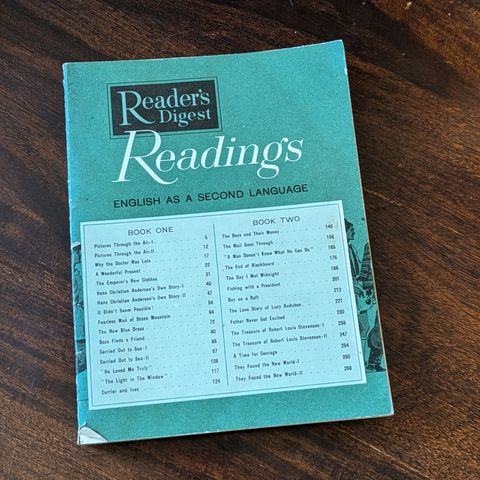 Reader's
Digest
Readings
ENGLISH AS A SECOND LANGUAGE
BOOK ONE
Pictures Through the Air-I 5
Pictures Through the Air-II 12
Why the Doctor Was Late 17
A Wonderful Present 22
The Emperor's New Clothes 31
Hans Christian Andersen's Own Story-I 40
Hans Christian Andersen's Own Story-II 47
It Didn't Seem Possible! 54
Fearless Man of Stone Mountain 64
The New Blue Dress 72
Bozo Finds a Friend 80
Carried Out to Sea-I 88
Carried Out to Sea-II 97
"He Loved Me Truly" 106
"The Light in the Window" 117
Currier and Ives 124
BOOK TWO
The Boys and Their Money
The Mail Goes Through 156
"A Man Doesn't Know What He Can Do" 165
The End of Blackbeard 176
The Day I Met Midnight 188
Fishing with a President 201
Boy on a Raft 212
The Love Story of Lucy Audubon 221
Father Never Got Excited 230
The Treasure of Robert Louis Stevenson-I 238
The Treasure of Robert Louis Stevenson-II 247
A Time for Courage 254
They Found the New World-I 260
They Found the New World-II 268